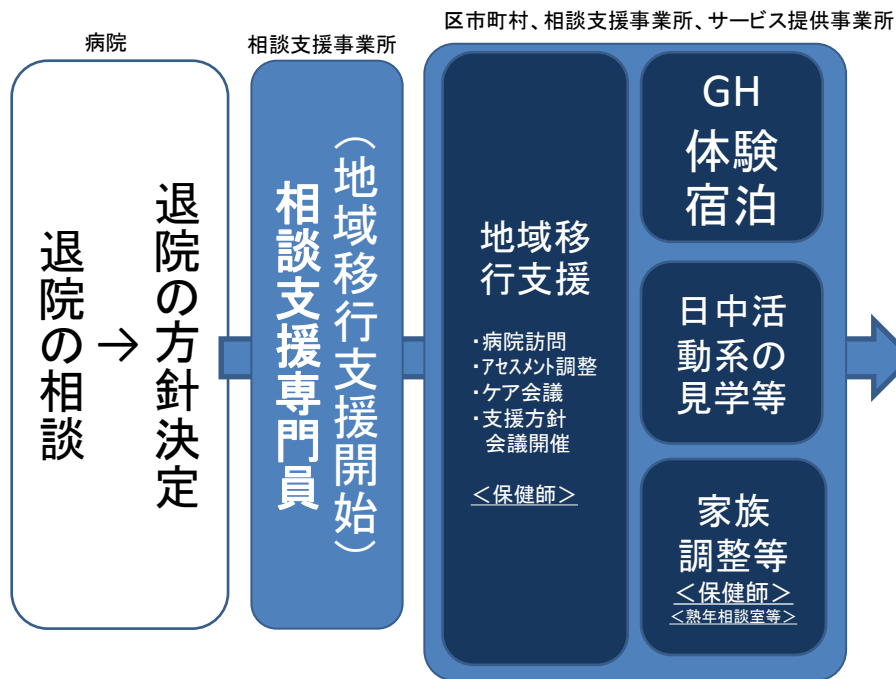 病院
退院の相談
→
退院の方針決定
相談支援事業所
相談支援専門員
（地域移行支援開始）
区市町村、相談支援事業所、サービス提供事業所
地域移
行支援
・病院訪問
・アセスメント調整
・ケア会議
・支援方針
会議開催
＜保健師＞
GH
体験
宿泊
日中活
動系の
見学等
家族
調整等
＜保健師＞
＜熟年相談室等＞